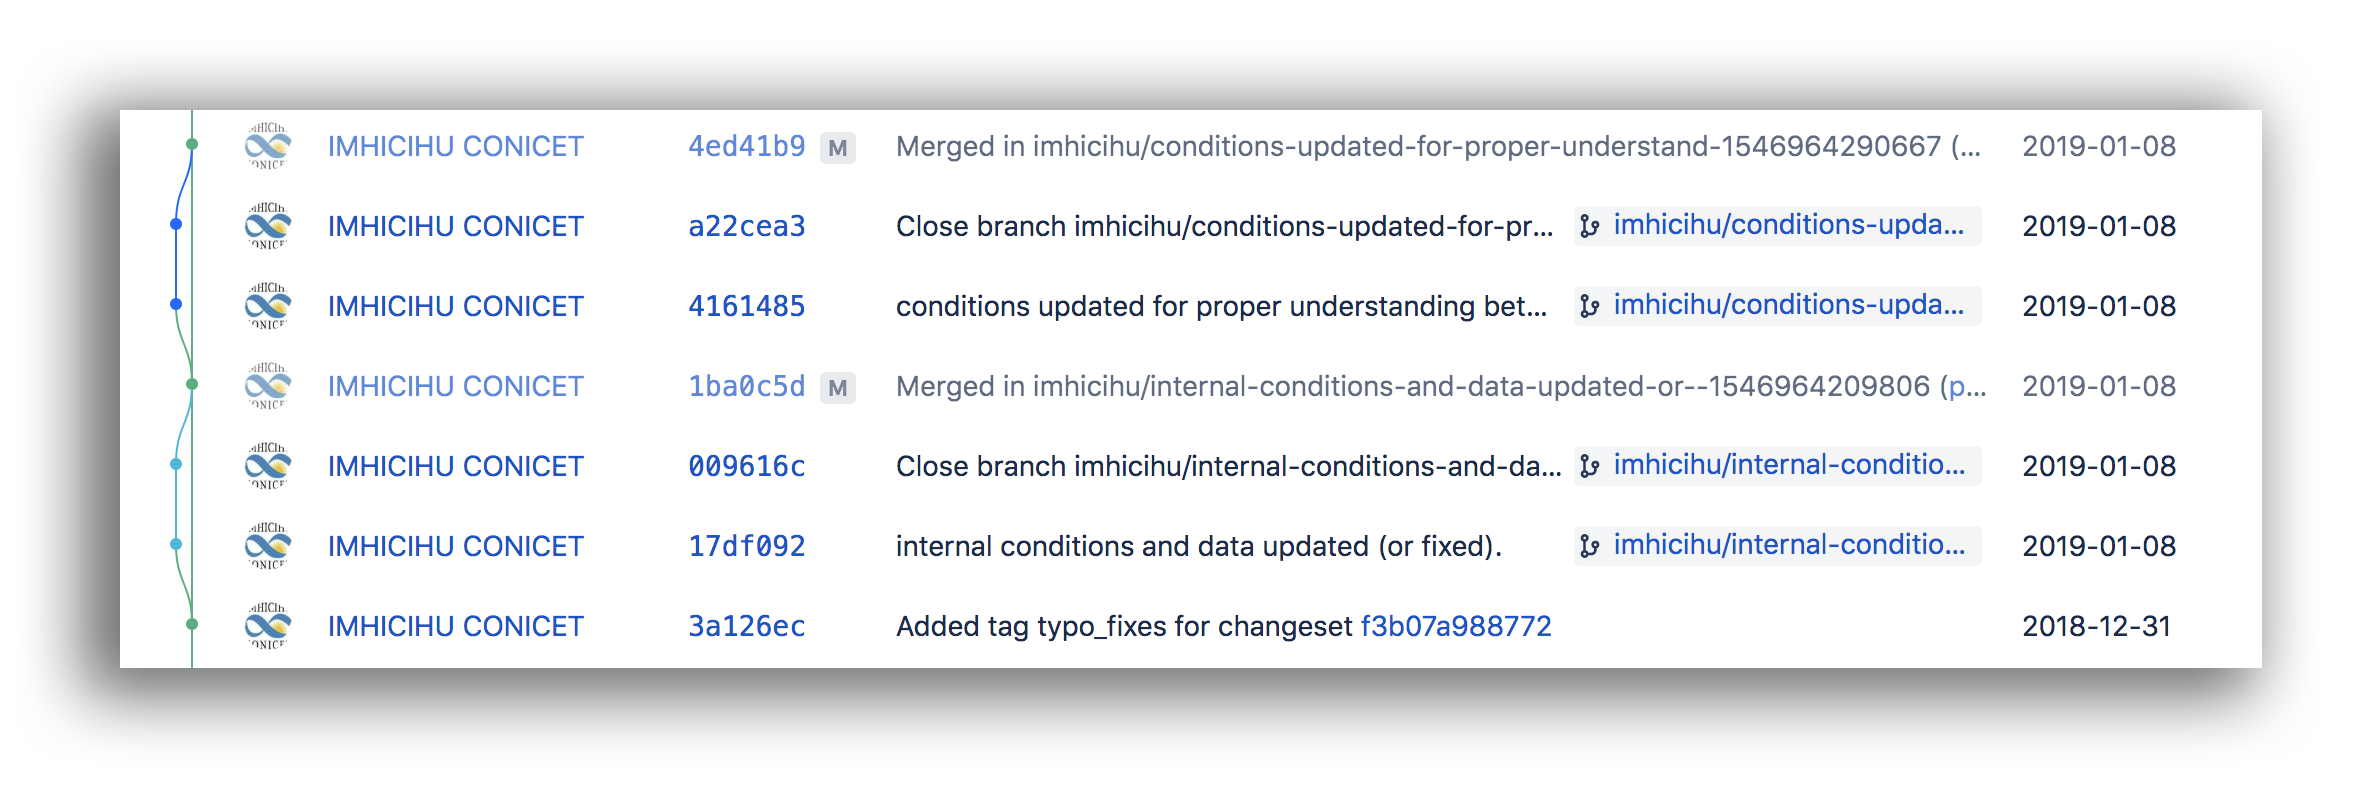 IMHICIHU CONICET 4ed41b9 M Merged in imhicihu/conditions-updated-for-proper-understand-1546964290667 (... 2019-01-08
IMHICIHU CONICET a22cea3 Close branch imhicihu/conditions-updated-for-pr... imhicihu/conditions-upda... 2019-01-08
IMHICIHU CONICET 4161485 conditions updated for proper understanding bet... imhicihu/conditions-upda... 2019-01-08
IMHICIHU CONICET 1ba0c5d M Merged in imhicihu/internal-conditions-and-data-updated-or--1546964209806 (p... 2019-01-08
IMHICIHU CONICET 009616c Close branch imhicihu/internal-conditions-and-da... imhicihu/internal-conditio... 2019-01-08
IMHICIHU CONICET 17df092 internal conditions and data updated (or fixed). imhicihu/internal-conditio... 2019-01-08
IMHICIHU CONICET 3a126ec Added tag typo_fixes for changeset f3b07a988772 2018-12-31